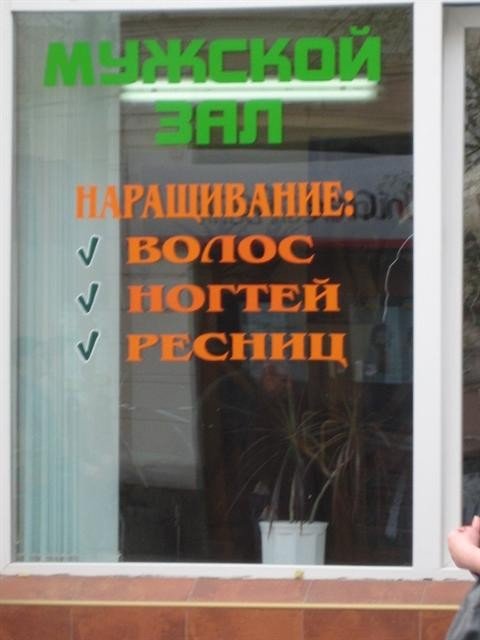 МУЖСКОЙ
ЗАЛ
НАРАЩИВАНИЕ:
ВОЛОС
НОГТЕЙ
РЕСНИЦ